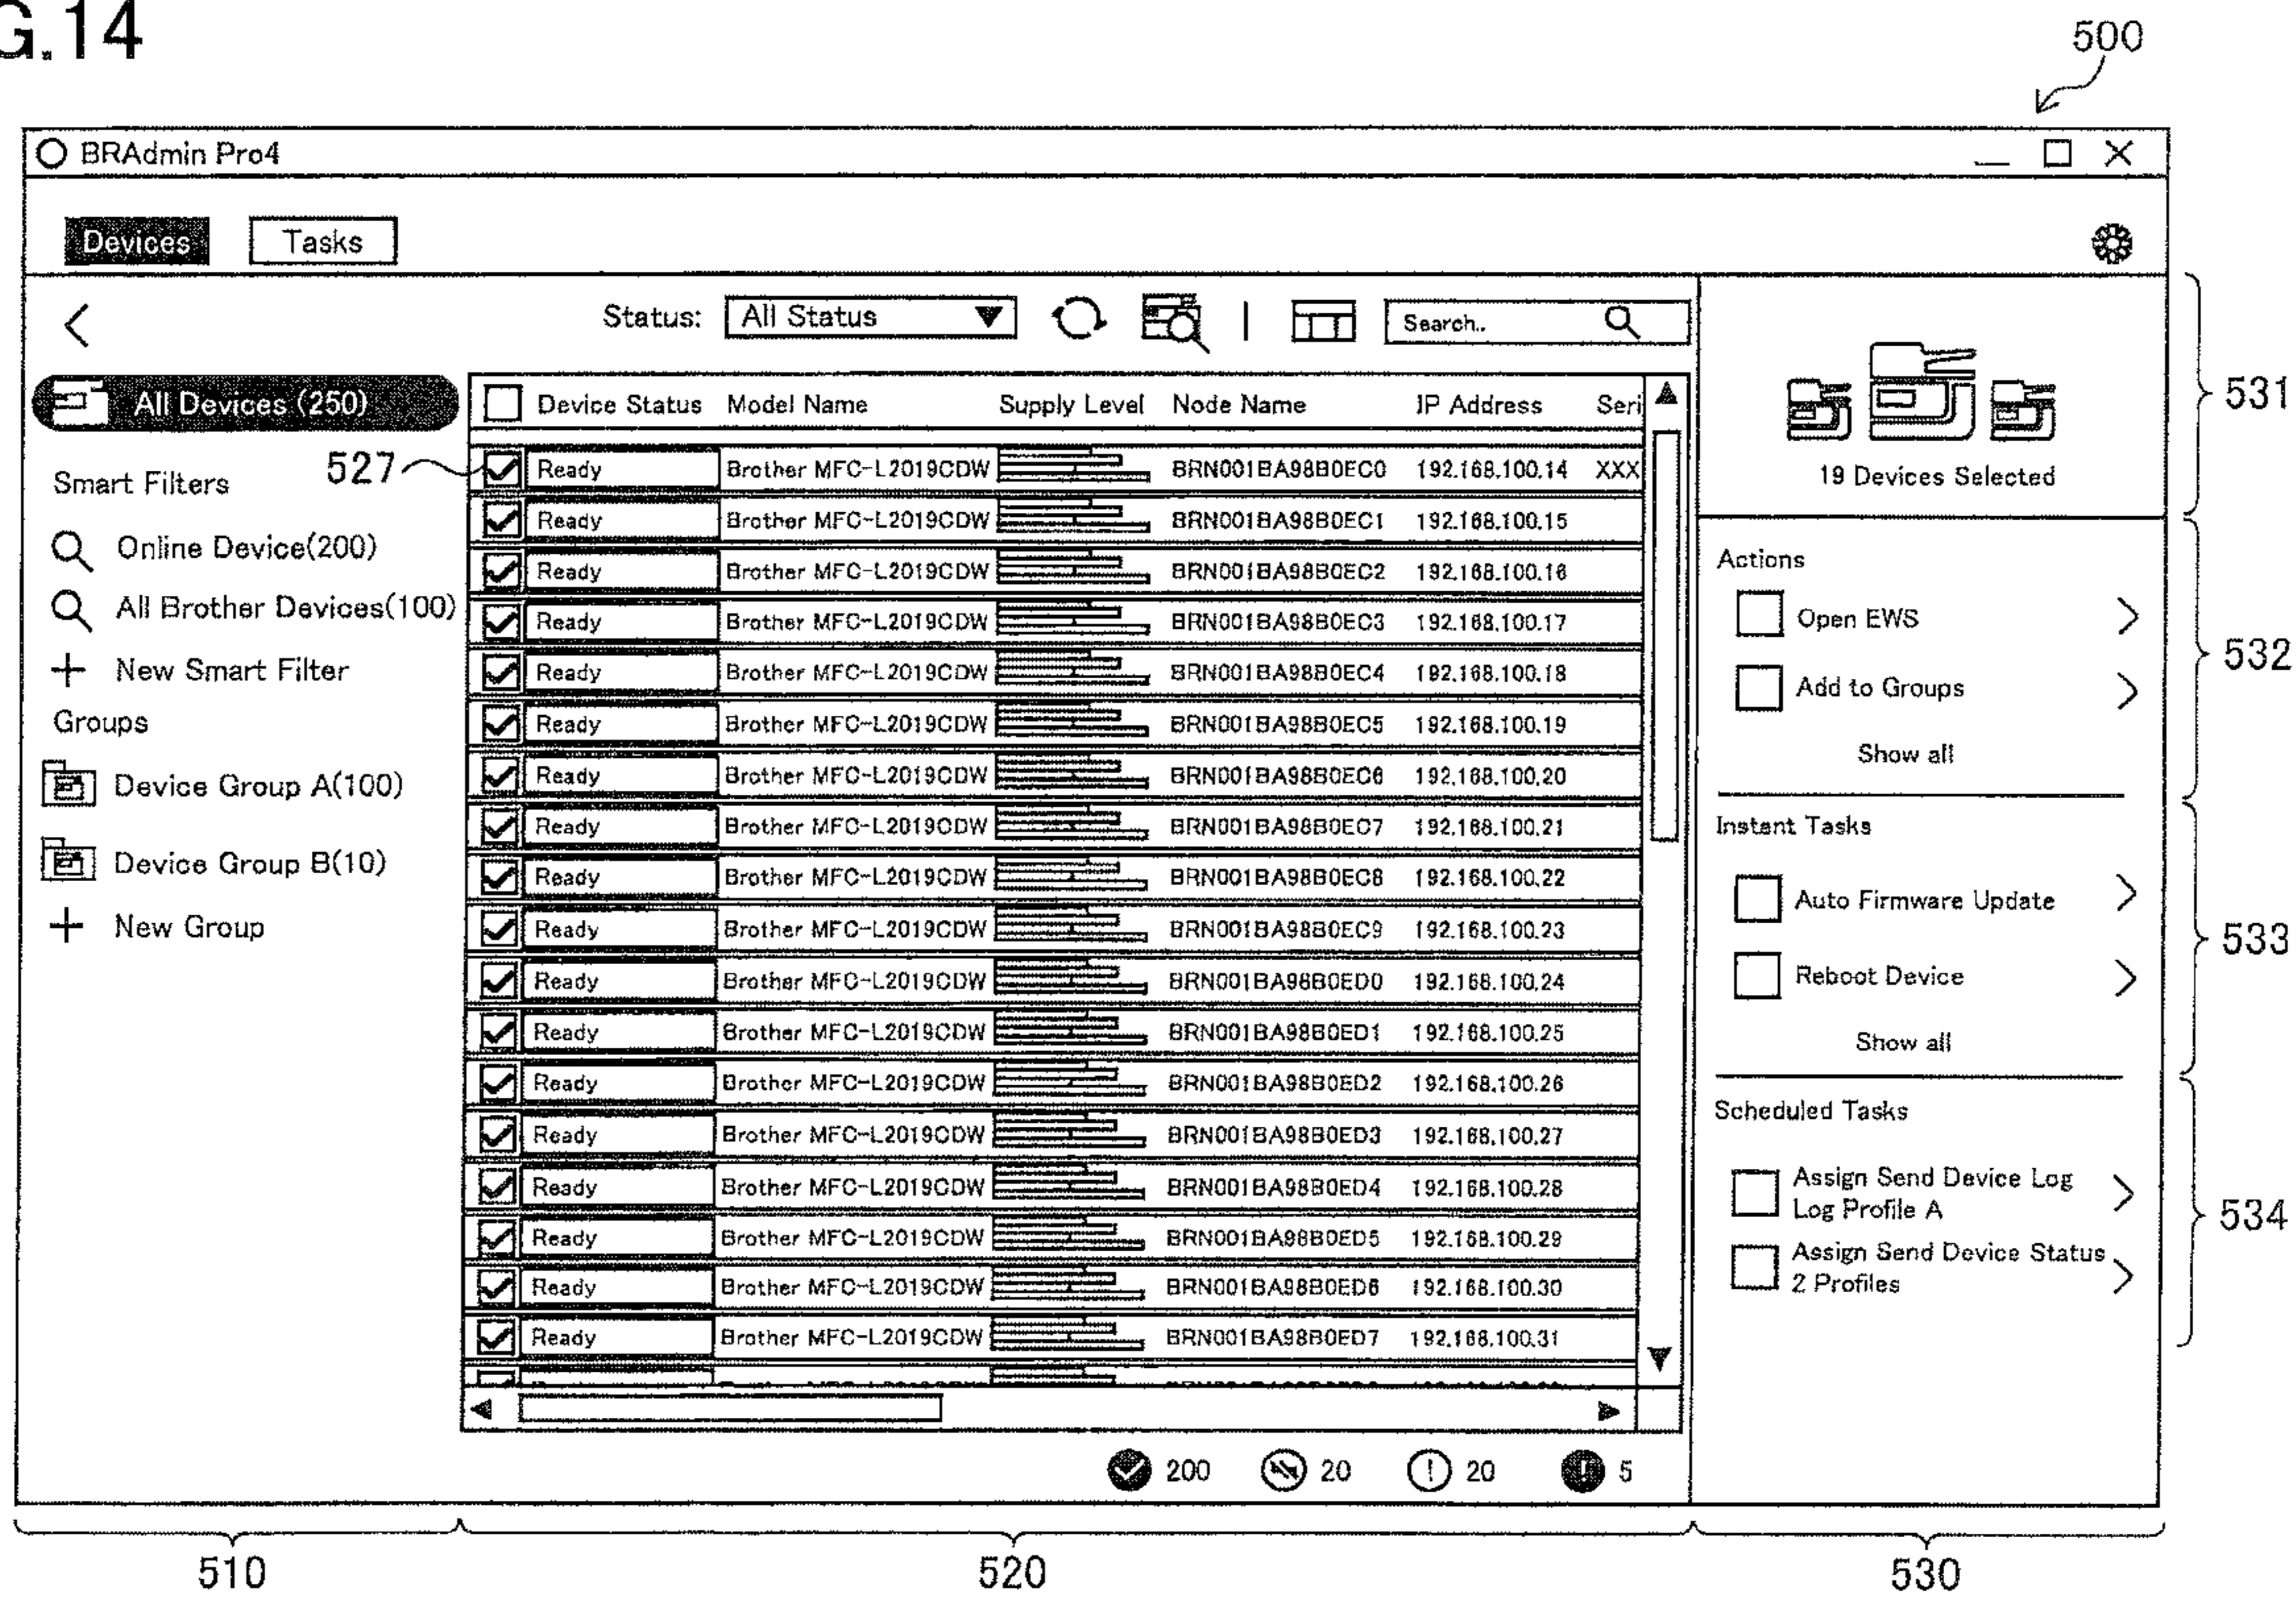 G.14
500
BRAdmin Pro4
Devices Tasks
Status: All Status Search..
All Devices (250)
Smart Filters
Online Device(200)
All Brother Devices(100)
New Smart Filter
Groups
Device Group A(100)
Device Group B(10)
New Group
527
Device Status Model Name Supply Level Node Name IP Address Seri
Ready Brother MFC-L2019CDW BRN001BA98B0EC0 192.168.100.14 XXX
Ready Brother MFC-L2019CDW BRN001BA98B0EC1 192.168.100.15
Ready Brother MFC-L2019CDW BRN001BA98B0EC2 192.168.100.16
Ready Brother MFC-L2019CDW BRN001BA98B0EC3 192.168.100.17
Ready Brother MFC-L2019CDW BRN001BA98B0EC4 192.168.100.18
Ready Brother MFC-L2019CDW BRN001BA98B0EC5 192.168.100.19
Ready Brother MFC-L2019CDW BRN001BA98B0EC6 192.168.100.20
Ready Brother MFC-L2019CDW BRN001BA98B0EC7 192.168.100.21
Ready Brother MFC-L2019CDW BRN001BA98B0EC8 192.168.100.22
Ready Brother MFC-L2019CDW BRN001BA98B0EC9 192.168.100.23
Ready Brother MFC-L2019CDW BRN001BA98B0ED0 192.168.100.24
Ready Brother MFC-L2019CDW BRN001BA98B0ED1 192.168.100.25
Ready Brother MFC-L2019CDW BRN001BA98B0ED2 192.168.100.26
Ready Brother MFC-L2019CDW BRN001BA98B0ED3 192.168.100.27
Ready Brother MFC-L2019CDW BRN001BA98B0ED4 192.168.100.28
Ready Brother MFC-L2019CDW BRN001BA98B0ED5 192.168.100.29
Ready Brother MFC-L2019CDW BRN001BA98B0ED6 192.168.100.30
Ready Brother MFC-L2019CDW BRN001BA98B0ED7 192.168.100.31
200 20 20 5
19 Devices Selected
531
Actions
Open EWS
Add to Groups
Show all
532
Instant Tasks
Auto Firmware Update
Reboot Device
Show all
533
Scheduled Tasks
Assign Send Device Log
Log Profile A
Assign Send Device Status
2 Profiles
534
510 520 530